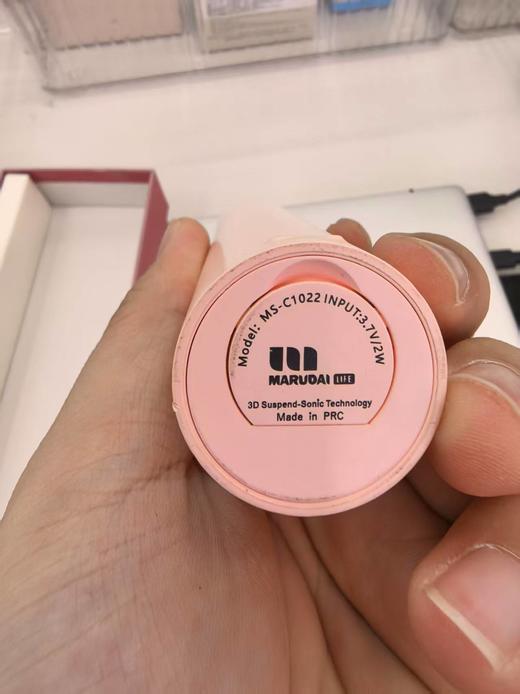 Model: MS-C1022 INPUT:3.7V/2W
MARUDAI LIFE
3D Suspend-Sonic Technology
Made in PRC